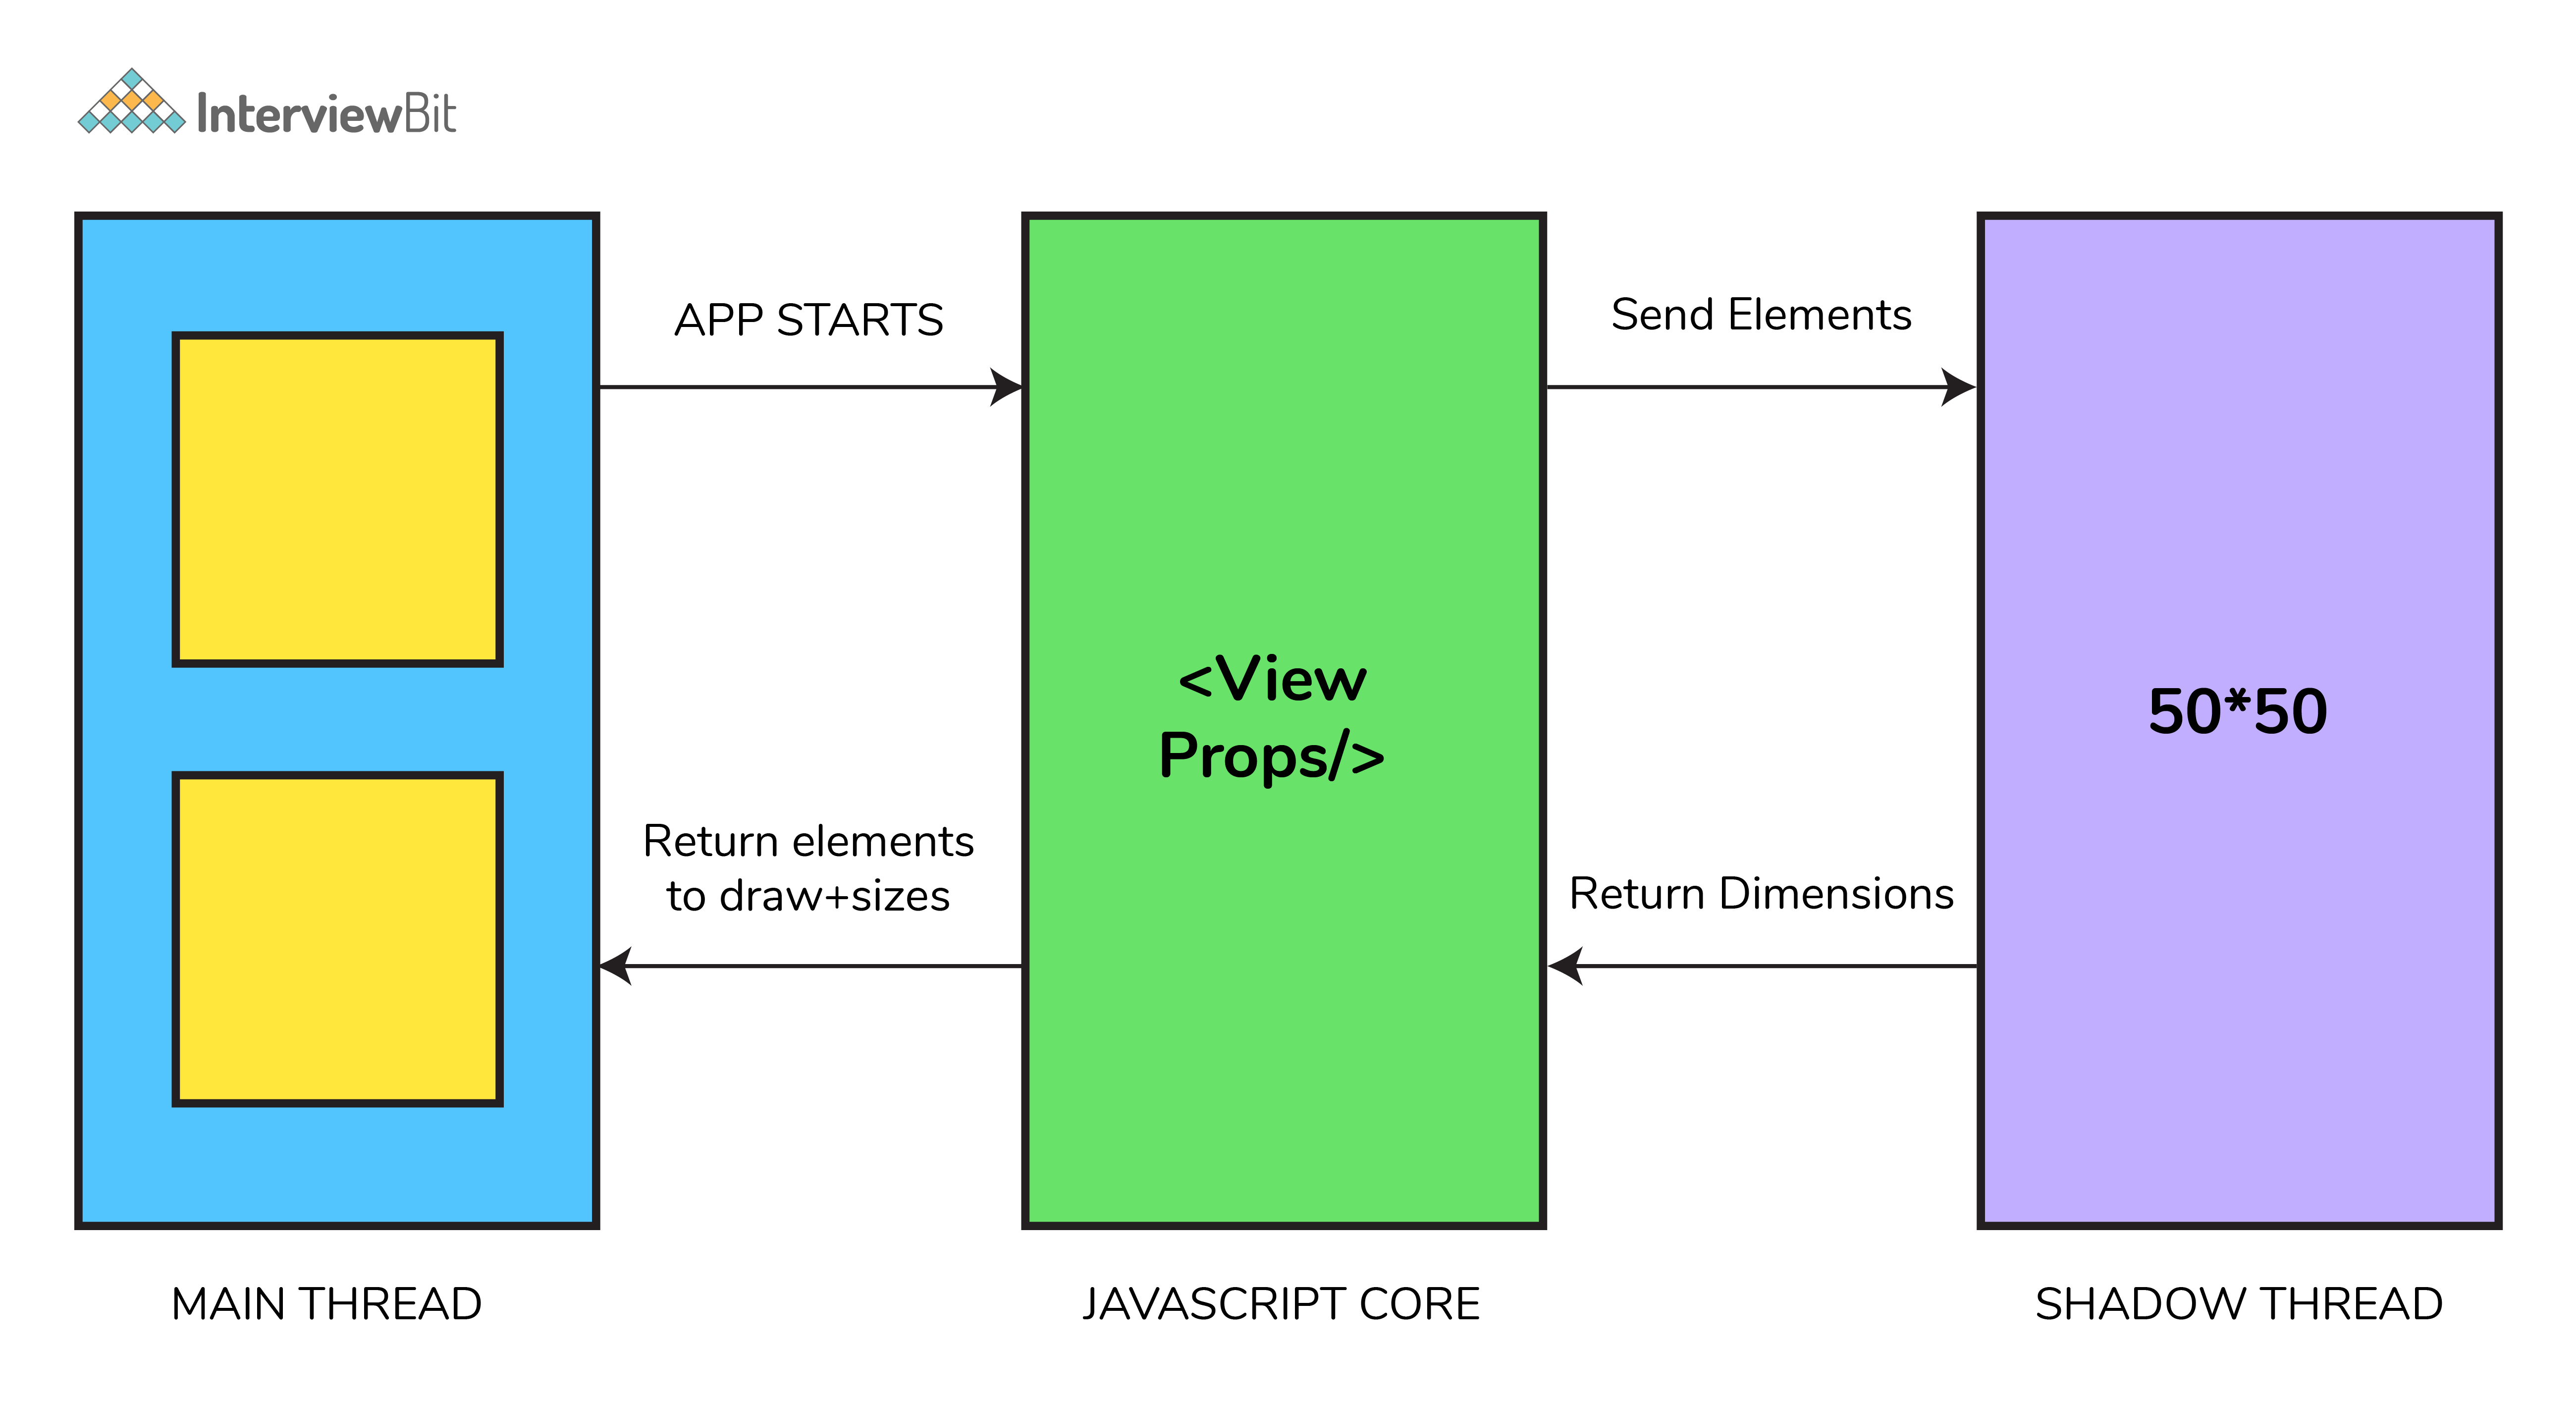 InterviewBit
APP STARTS
Send Elements
<View
Props/>
50*50
Return elements
to draw+sizes
Return Dimensions
MAIN THREAD
JAVASCRIPT CORE
SHADOW THREAD